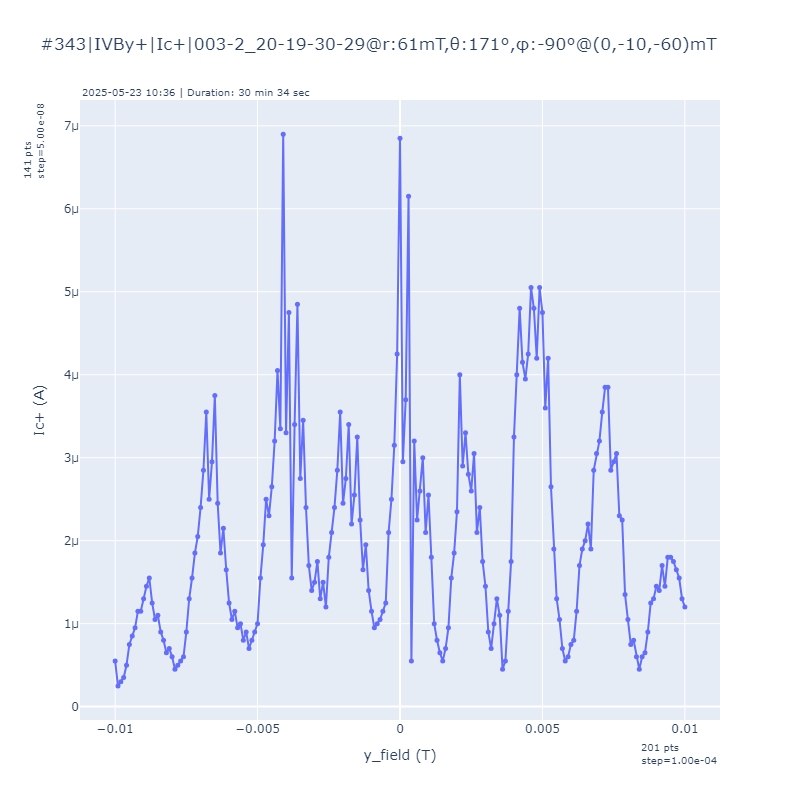 #343|IVBy+|Ic+|003-2_20-19-30-29@r:61mT,θ:171°,φ:-90°@(0,-10,-60)mT
2025-05-23 10:36 | Duration: 30 min 34 sec
141 pts
step=5.00e-08
7μ
6μ
5μ
4μ
3μ
2μ
1μ
0
Ic+ (A)
−0.01
−0.005
0
0.005
0.01
y_field (T)
201 pts
step=1.00e-04